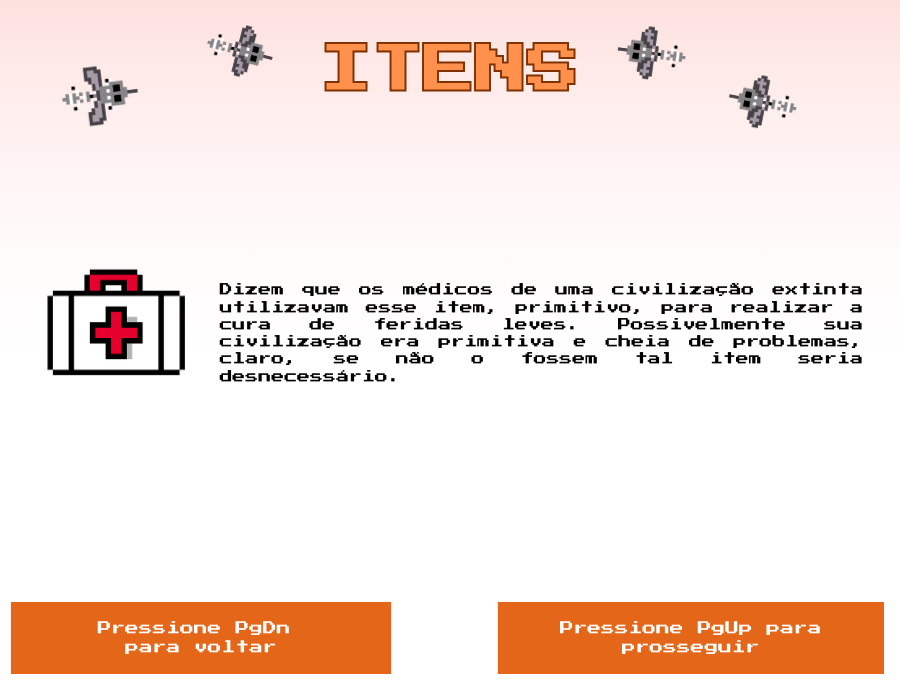 ITENS
Dizem que os médicos de uma civilização extinta
utilizavam esse item, primitivo, para realizar a
cura de feridas leves. Possivelmente sua
civilização era primitiva e cheia de problemas,
claro, se não o fossem tal item seria
desnecessário.
Pressione PgDn
para voltar
Pressione PgUp para
prosseguir